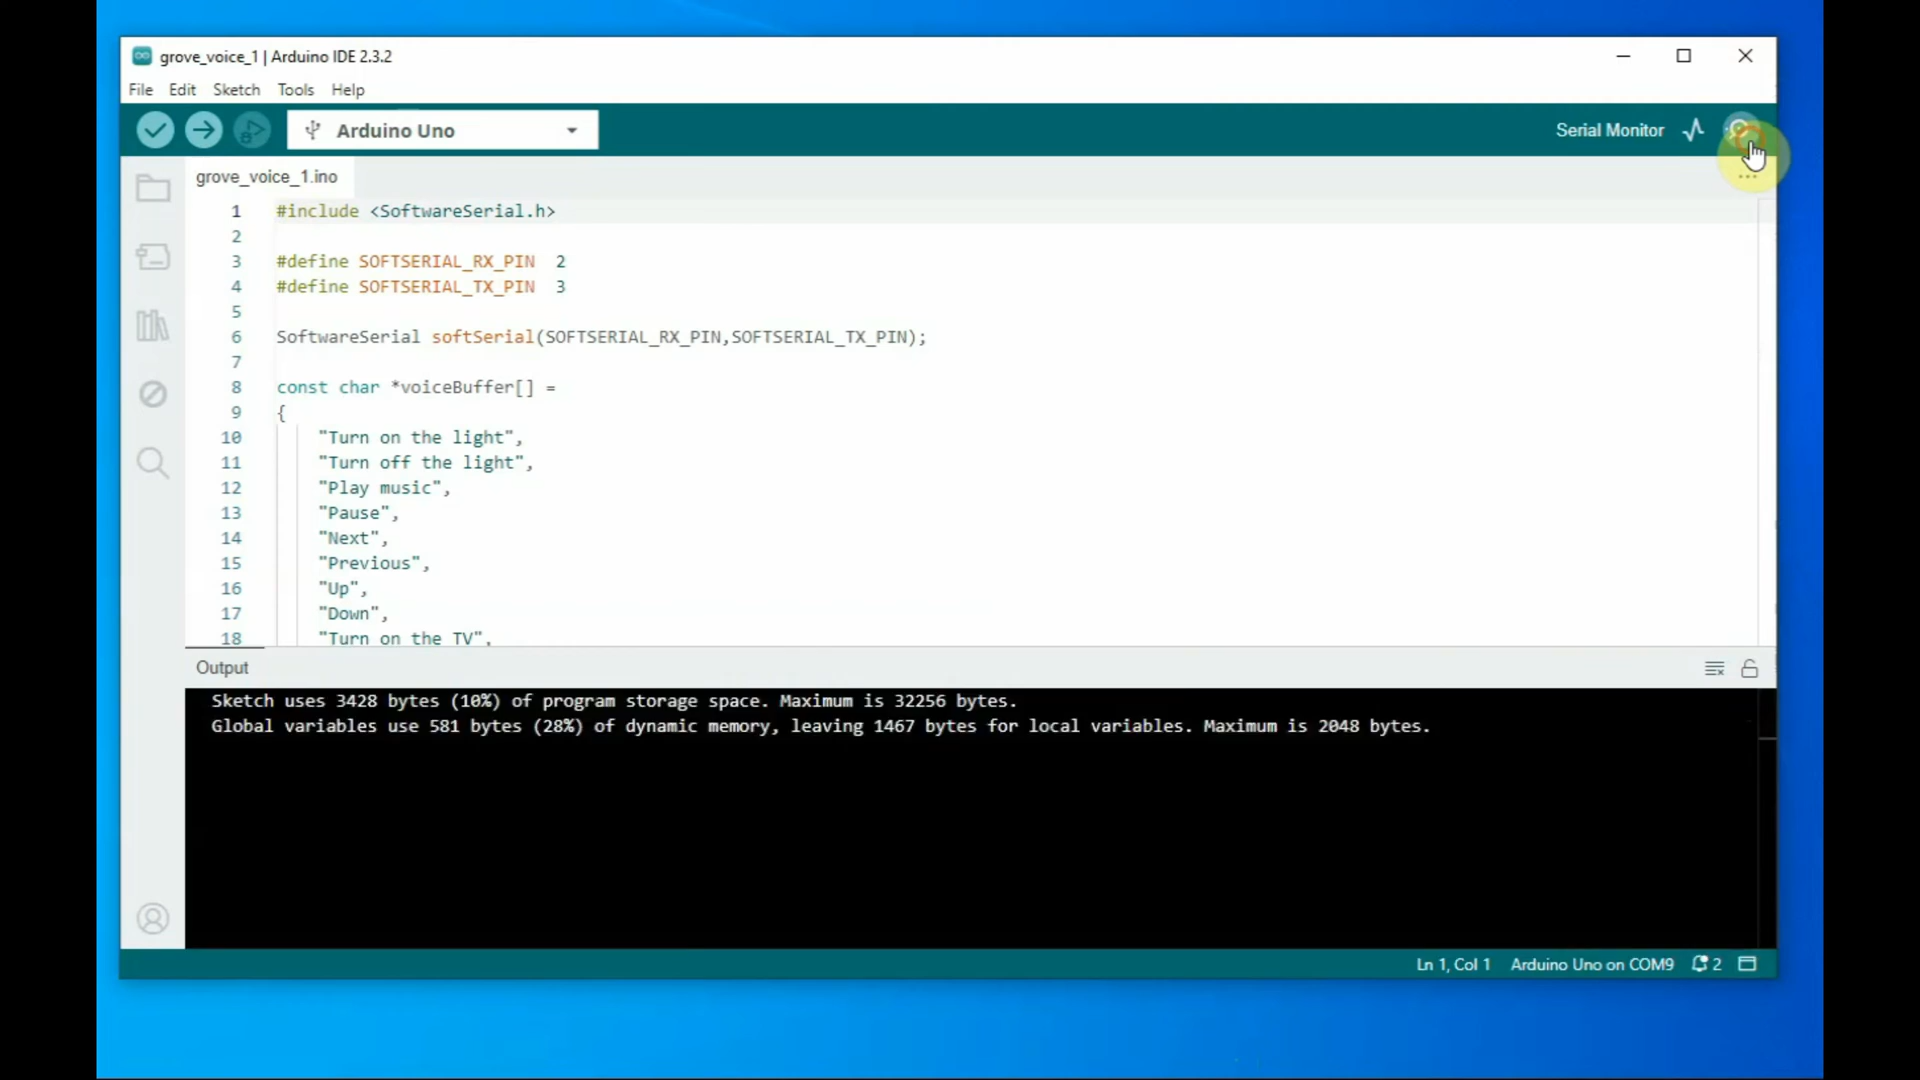 grove_voice_1 | Arduino IDE 2.3.2
File Edit Sketch Tools Help
Arduino Uno
Serial Monitor
grove_voice_1.ino
1 #include <SoftwareSerial.h>
2
3 #define SOFTSERIAL_RX_PIN  2
4 #define SOFTSERIAL_TX_PIN  3
5
6 SoftwareSerial softSerial(SOFTSERIAL_RX_PIN,SOFTSERIAL_TX_PIN);
7
8 const char *voiceBuffer[] =
9 {
10 "Turn on the light",
11 "Turn off the light",
12 "Play music",
13 "Pause",
14 "Next",
15 "Previous",
16 "Up",
17 "Down",
18 "Turn on the TV",
Output
Sketch uses 3428 bytes (10%) of program storage space. Maximum is 32256 bytes.
Global variables use 581 bytes (28%) of dynamic memory, leaving 1467 bytes for local variables. Maximum is 2048 bytes.
Ln 1, Col 1 Arduino Uno on COM9 2